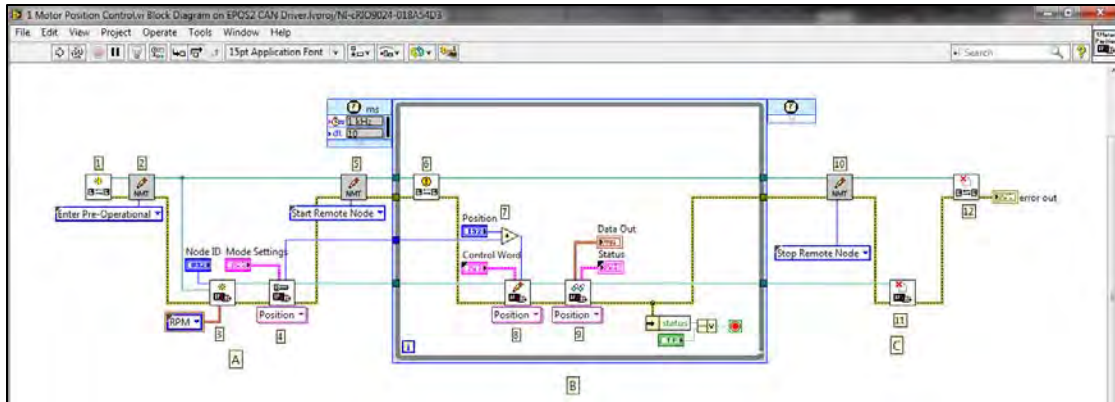 1 Motor Position Control.vi Block Diagram on EPOS2 CAN Driver.lvproj/NI-cRIO9024-018A54D3
File Edit View Project Operate Tools Window Help
15pt Application Font
Search
ms
1 kHz
dt 10
1
2
5
6
10
NMT
NMT
NMT
12
error out
Enter Pre-Operational
Start Remote Node
Position
7
Data Out
Status
Stop Remote Node
Node ID
Mode Settings
Control Word
RPM
Position
Position
Position
status
TF
3
4
8
9
11
i
A
B
C